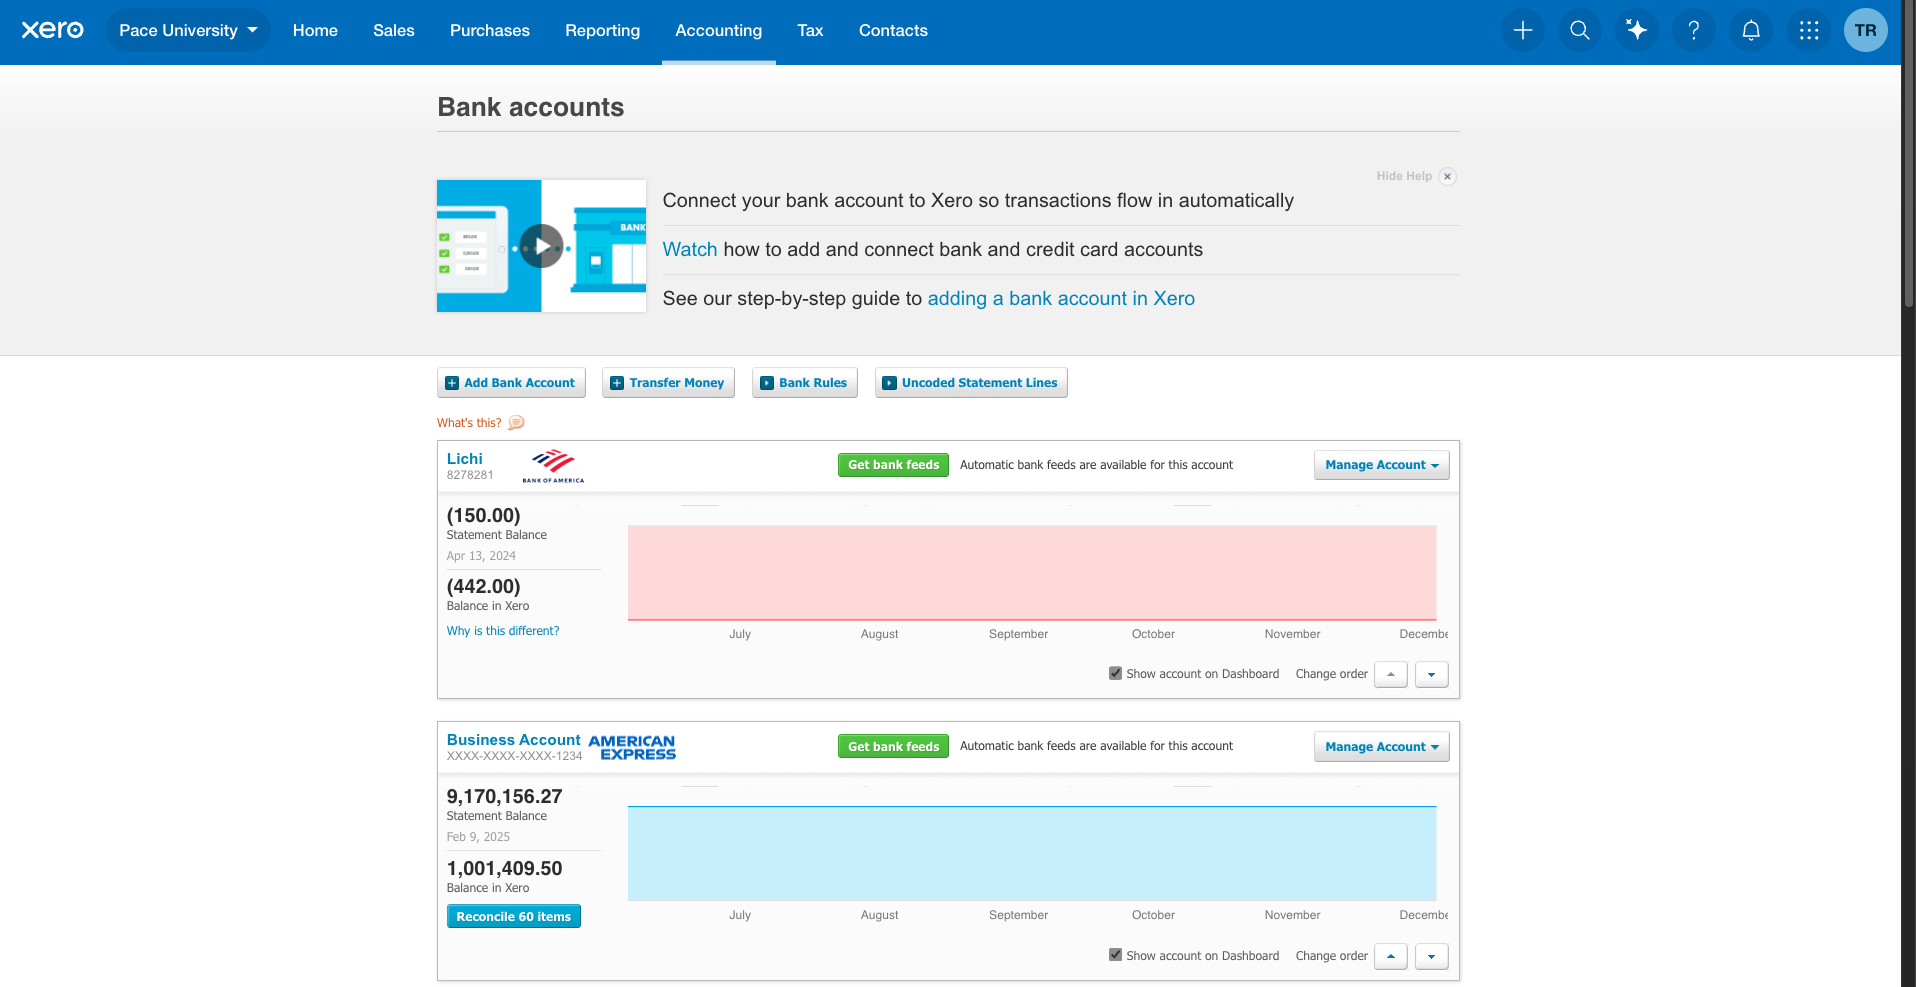 xero
Pace University
Home
Sales
Purchases
Reporting
Accounting
Tax
Contacts
?
TR
Bank accounts
Hide Help
BANK
Connect your bank account to Xero so transactions flow in automatically
Watch how to add and connect bank and credit card accounts
See our step-by-step guide to adding a bank account in Xero
Add Bank Account
Transfer Money
Bank Rules
Uncoded Statement Lines
What's this?
Lichi
8278281
BANK OF AMERICA
Get bank feeds
Automatic bank feeds are available for this account
Manage Account
(150.00)
Statement Balance
Apr 13, 2024
(442.00)
Balance in Xero
Why is this different?
July August September October November Decembe
Show account on Dashboard
Change order
Business Account
XXXX-XXXX-XXXX-1234
AMERICAN
EXPRESS
Get bank feeds
Automatic bank feeds are available for this account
Manage Account
9,170,156.27
Statement Balance
Feb 9, 2025
1,001,409.50
Balance in Xero
Reconcile 60 items
July August September October November Decembe
Show account on Dashboard
Change order